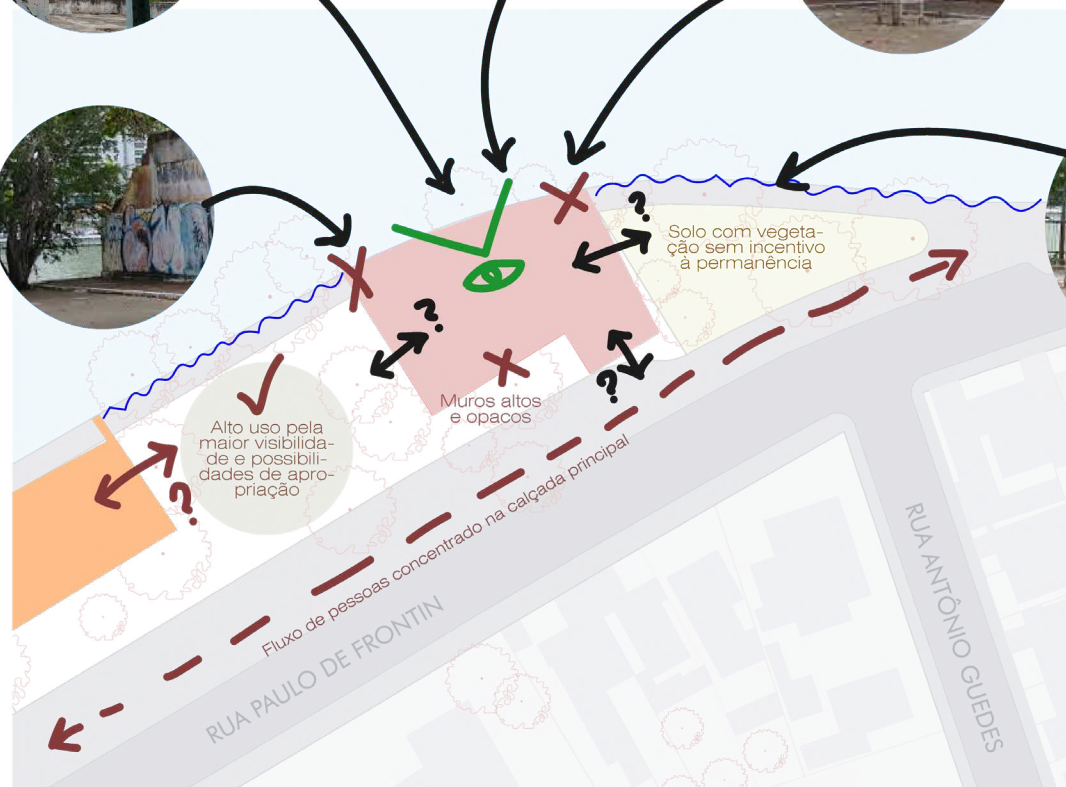 ?
Solo com vegeta-
ção sem incentivo
à permanência
?
?
Muros altos
e opacos
Alto uso pela
maior visibilida-
de e possibili-
dades de apro-
priação
?
Fluxo de pessoas concentrado na calçada principal
RUA PAULO DE FRONTIN
RUA ANTÔNIO GUEDES